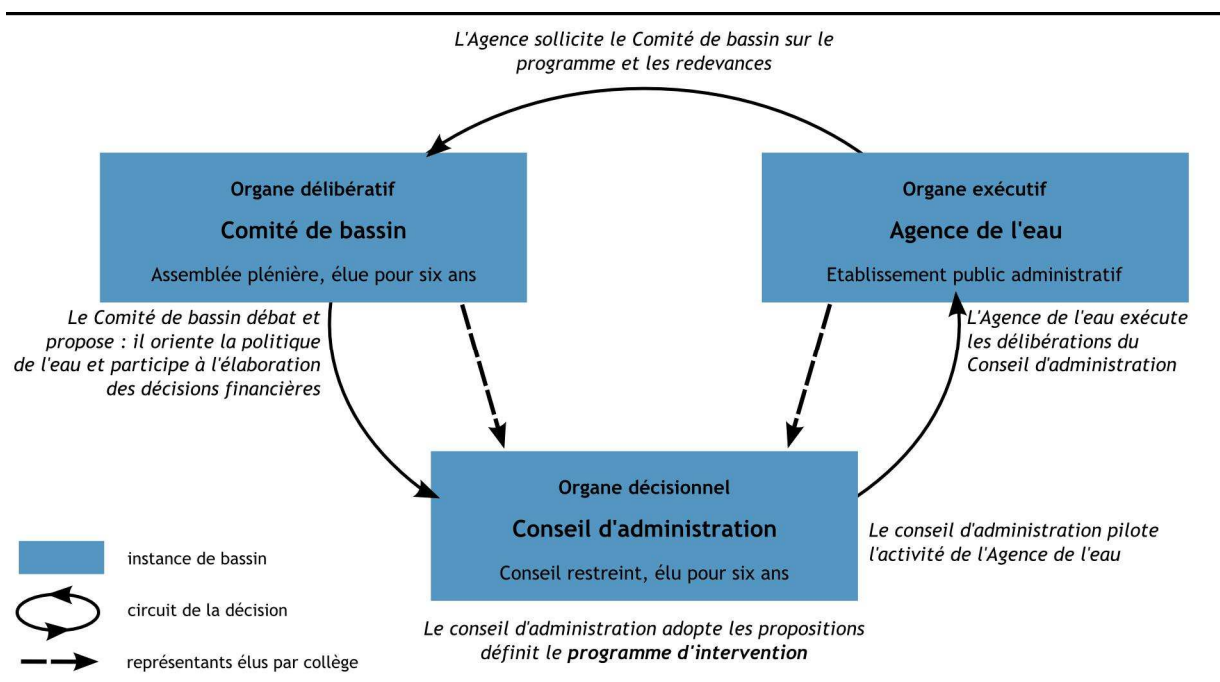 L'Agence sollicite le Comité de bassin sur le
programme et les redevances
Organe délibératif
Comité de bassin
Assemblée plénière, élue pour six ans
Organe exécutif
Agence de l'eau
Etablissement public administratif
Le Comité de bassin débat et
propose : il oriente la politique
de l'eau et participe à l'élaboration
des décisions financières
L'Agence de l'eau exécute
les délibérations du
Conseil d'administration
Organe décisionnel
Conseil d'administration
Conseil restreint, élu pour six ans
Le conseil d'administration pilote
l'activité de l'Agence de l'eau
Le conseil d'administration adopte les propositions
définit le programme d'intervention
instance de bassin
circuit de la décision
représentants élus par collège